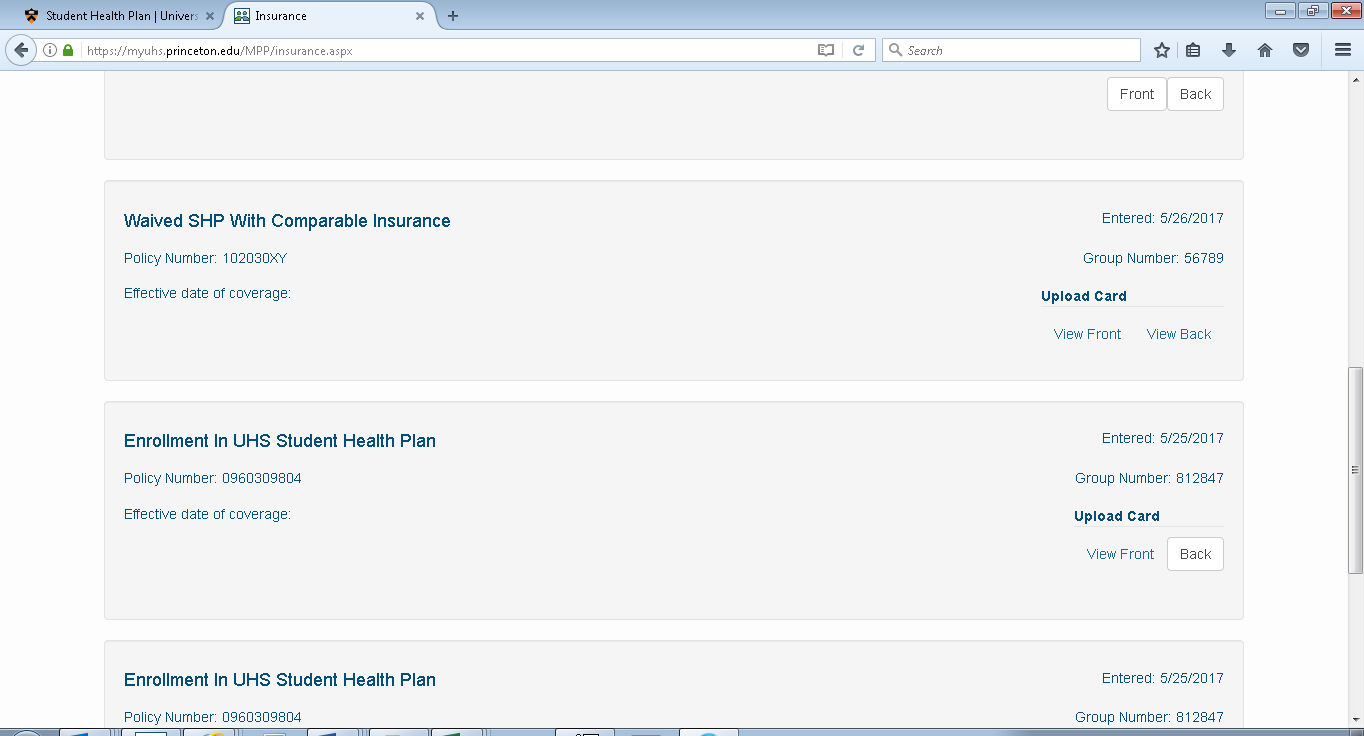 Student Health Plan | Univers
Insurance
https://myuhs.princeton.edu/MPP/insurance.aspx
Search
Front Back
Waived SHP With Comparable Insurance Entered: 5/26/2017
Policy Number: 102030XY Group Number: 56789
Effective date of coverage:
Upload Card
View Front View Back
Enrollment In UHS Student Health Plan Entered: 5/25/2017
Policy Number: 0960309804 Group Number: 812847
Effective date of coverage:
Upload Card
View Front Back
Enrollment In UHS Student Health Plan Entered: 5/25/2017
Policy Number: 0960309804 Group Number: 812847